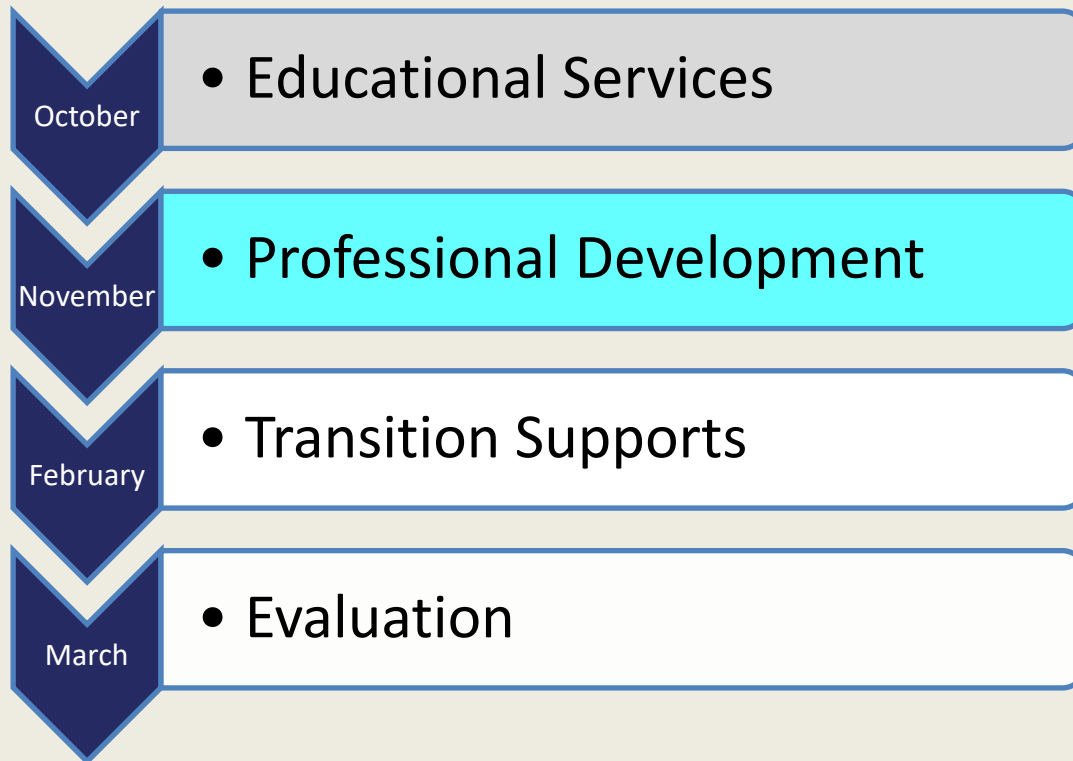 October
• Educational Services
November
• Professional Development
February
• Transition Supports
March
• Evaluation